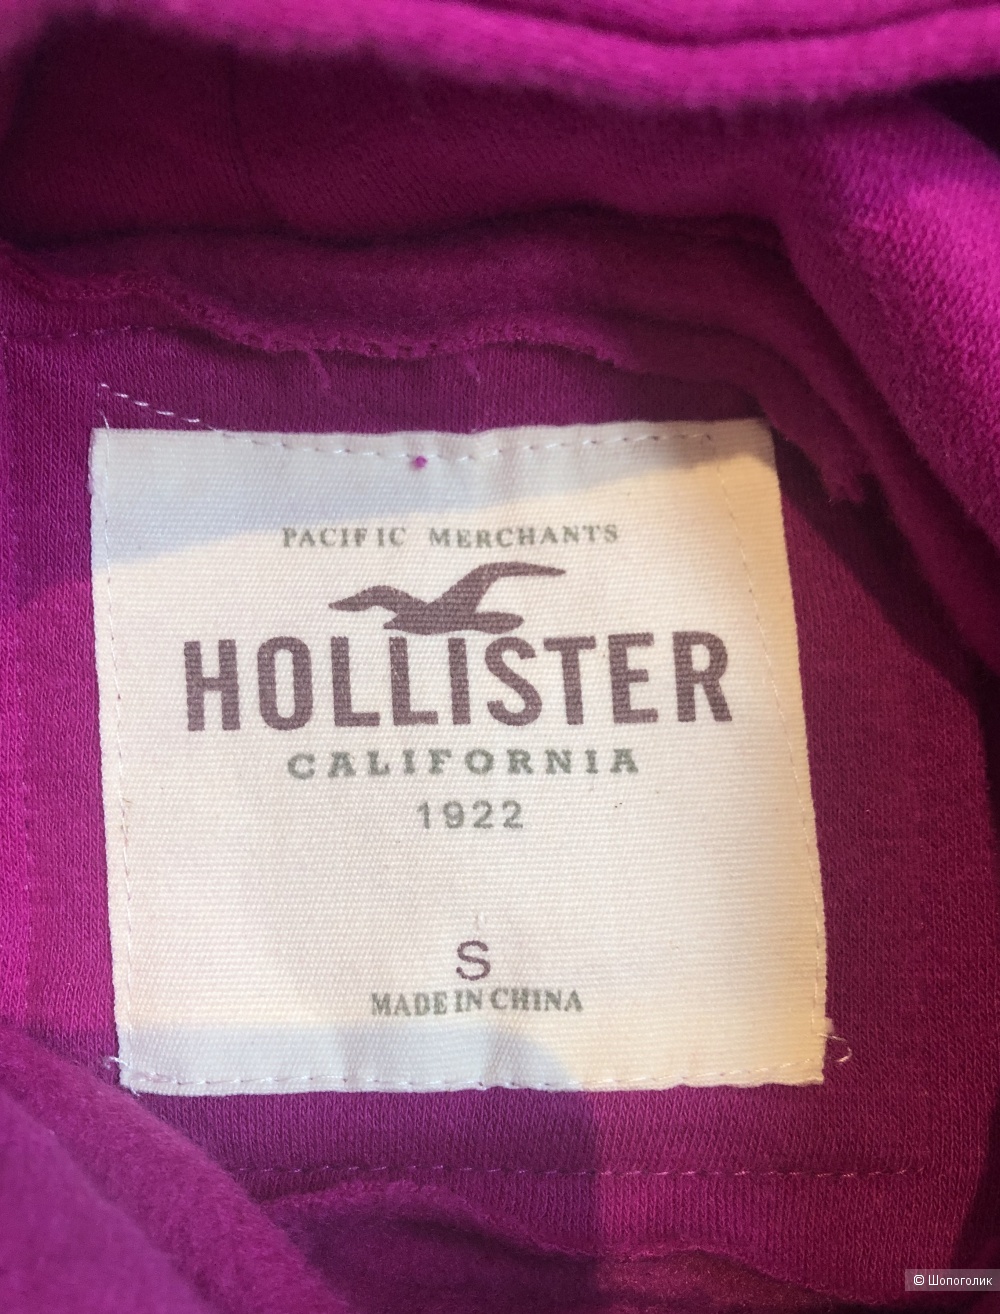 PACIFIC MERCHANTS
HOLLISTER
CALIFORNIA
1922
S
MADE IN CHINA
© Шопоголик